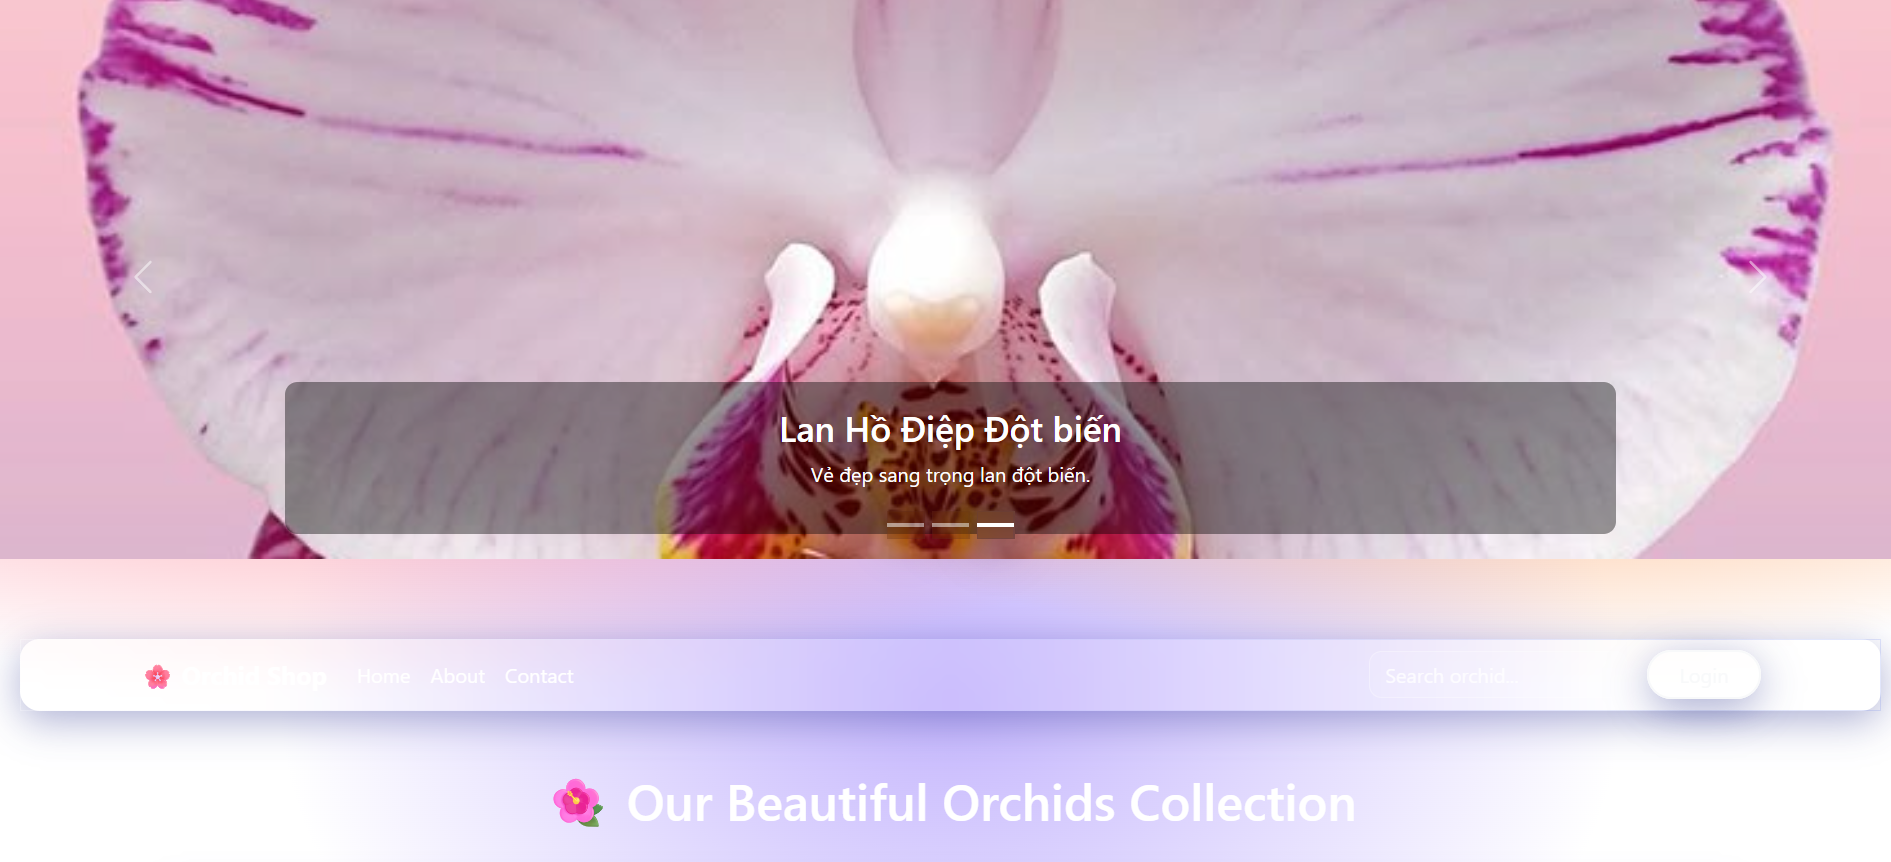 Lan Hồ Điệp Đột biến
Vẻ đẹp sang trọng lan đột biến.
Orchid Shop Home About Contact Search orchid... Login
Our Beautiful Orchids Collection